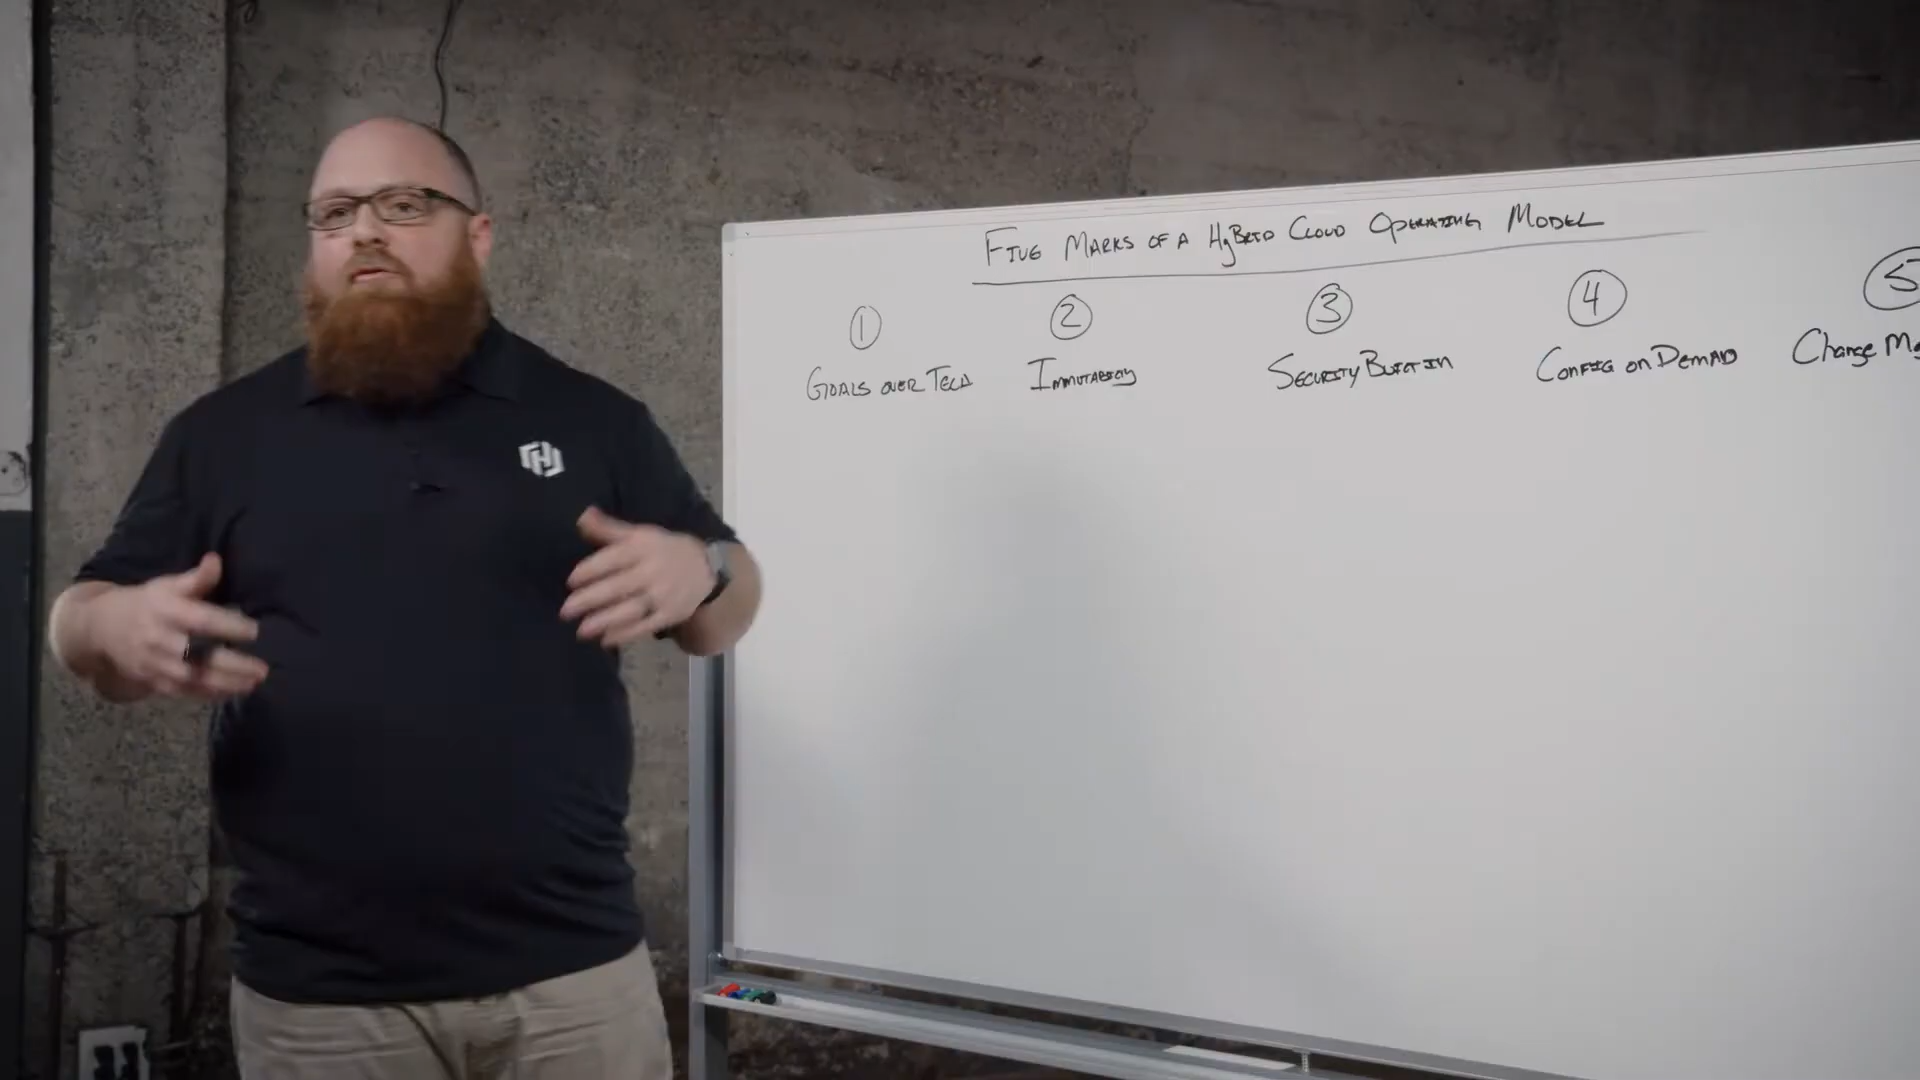 FIVE MARKS OF A HyBRID CLOUD OPERATING MODEL
1 2 3 4 5
GOALS OVER TECH IMMUTABILITY SECURITY BUILT IN CONFIG ON DEMAND Change M